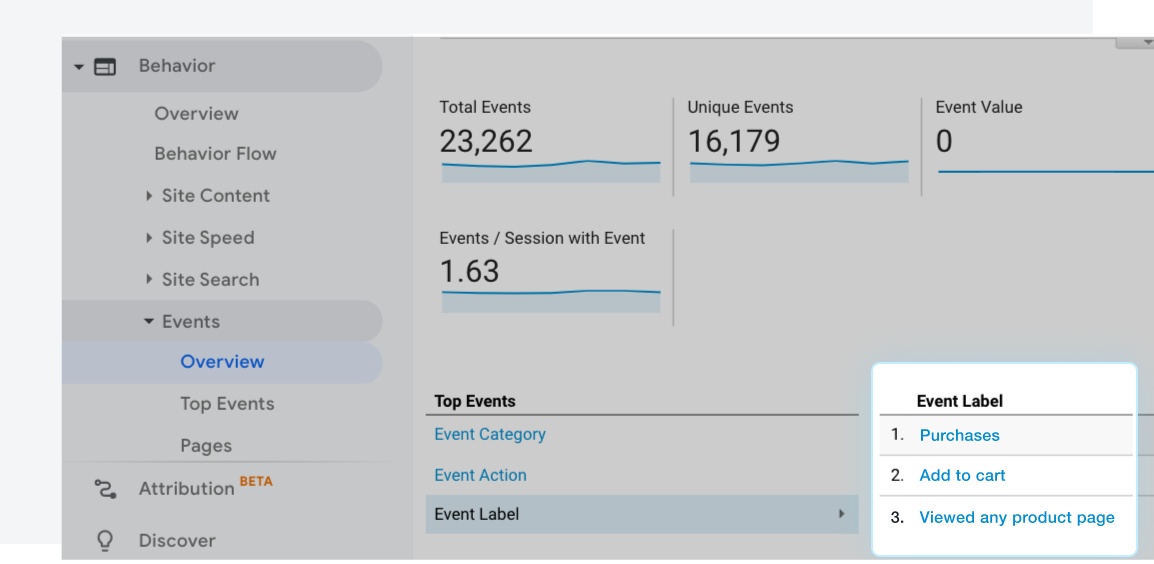 Behavior
Overview
Behavior Flow
Site Content
Site Speed
Site Search
Events
Overview
Top Events
Pages
Attribution BETA
Discover
Total Events
23,262
Unique Events
16,179
Event Value
0
Events / Session with Event
1.63
Top Events
Event Category
Event Action
Event Label
Event Label
1. Purchases
2. Add to cart
3. Viewed any product page